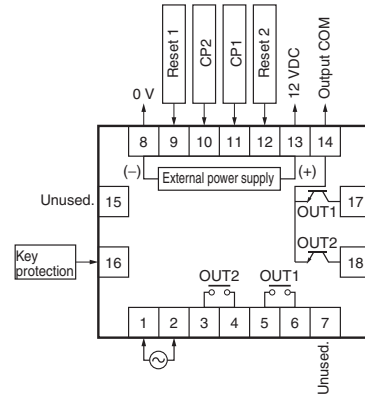 Reset 1
CP2
CP1
Reset 2
12 VDC
Output COM
0 V
8 9 10 11 12 13 14
(−) External power supply (+)
Unused. 15
OUT1 17
Key protection 16
OUT2 18
OUT2 OUT1
1 2 3 4 5 6 7
Unused.